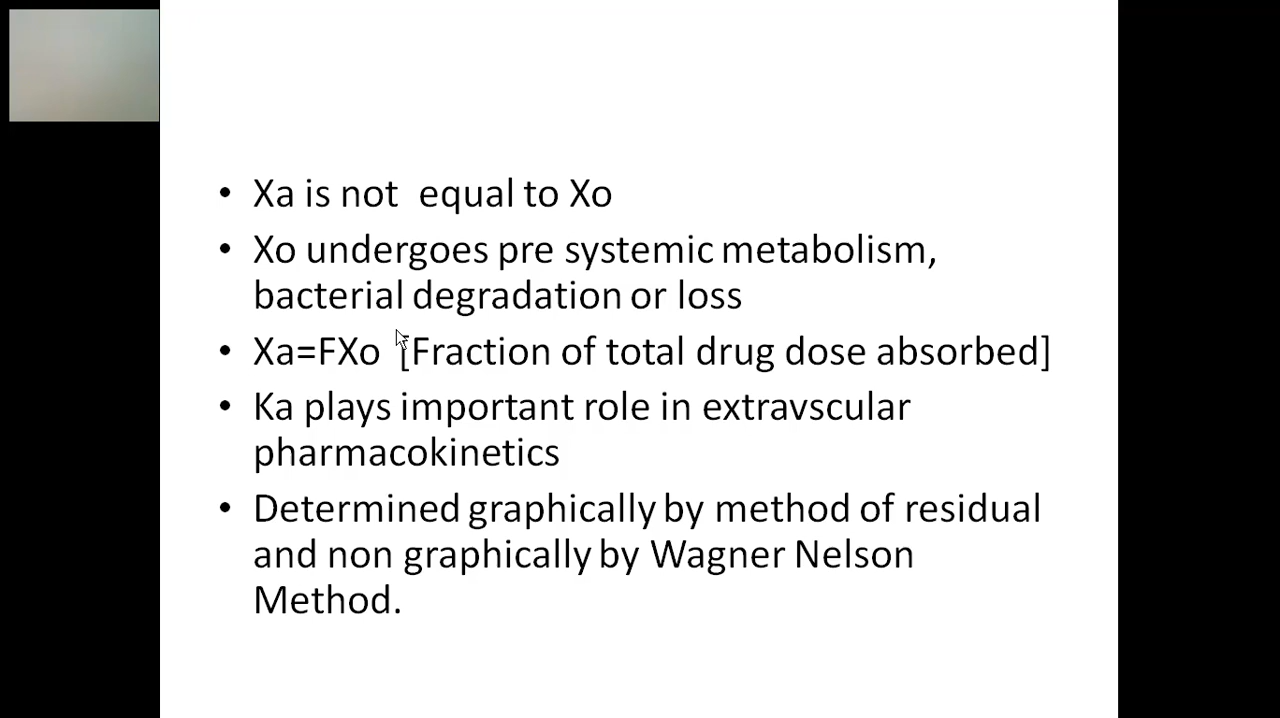 • Xa is not  equal to Xo
• Xo undergoes pre systemic metabolism,
bacterial degradation or loss
• Xa=FXo  [Fraction of total drug dose absorbed]
• Ka plays important role in extravscular
pharmacokinetics
• Determined graphically by method of residual
and non graphically by Wagner Nelson
Method.